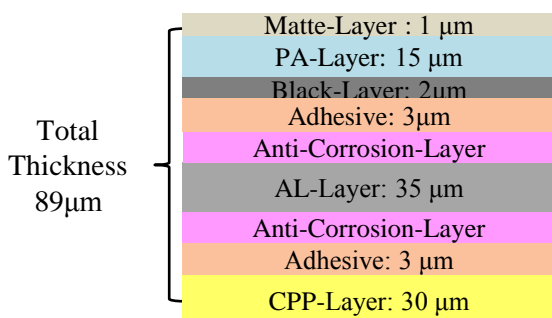 Matte-Layer : 1 μm
PA-Layer: 15 μm
Black-Layer: 2μm
Adhesive: 3μm
Anti-Corrosion-Layer
AL-Layer: 35 μm
Anti-Corrosion-Layer
Adhesive: 3 μm
CPP-Layer: 30 μm
Total
Thickness
89μm